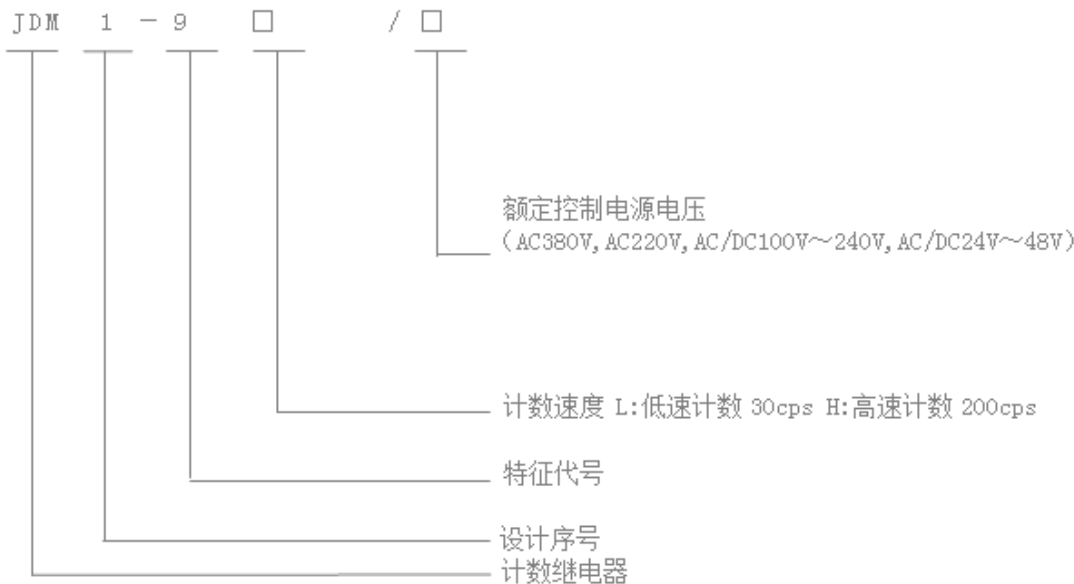 JDM 1 - 9 □ / □
额定控制电源电压
(AC380V,AC220V,AC/DC100V～240V,AC/DC24V～48V)
计数速度 L:低速计数 30cps H:高速计数 200cps
特征代号
设计序号
计数继电器